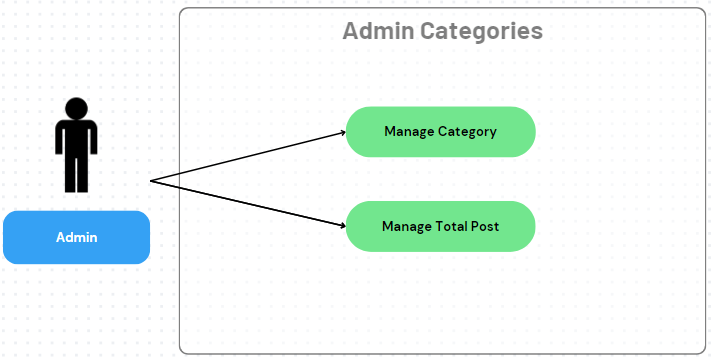 Admin Categories
Manage Category
Manage Total Post
Admin